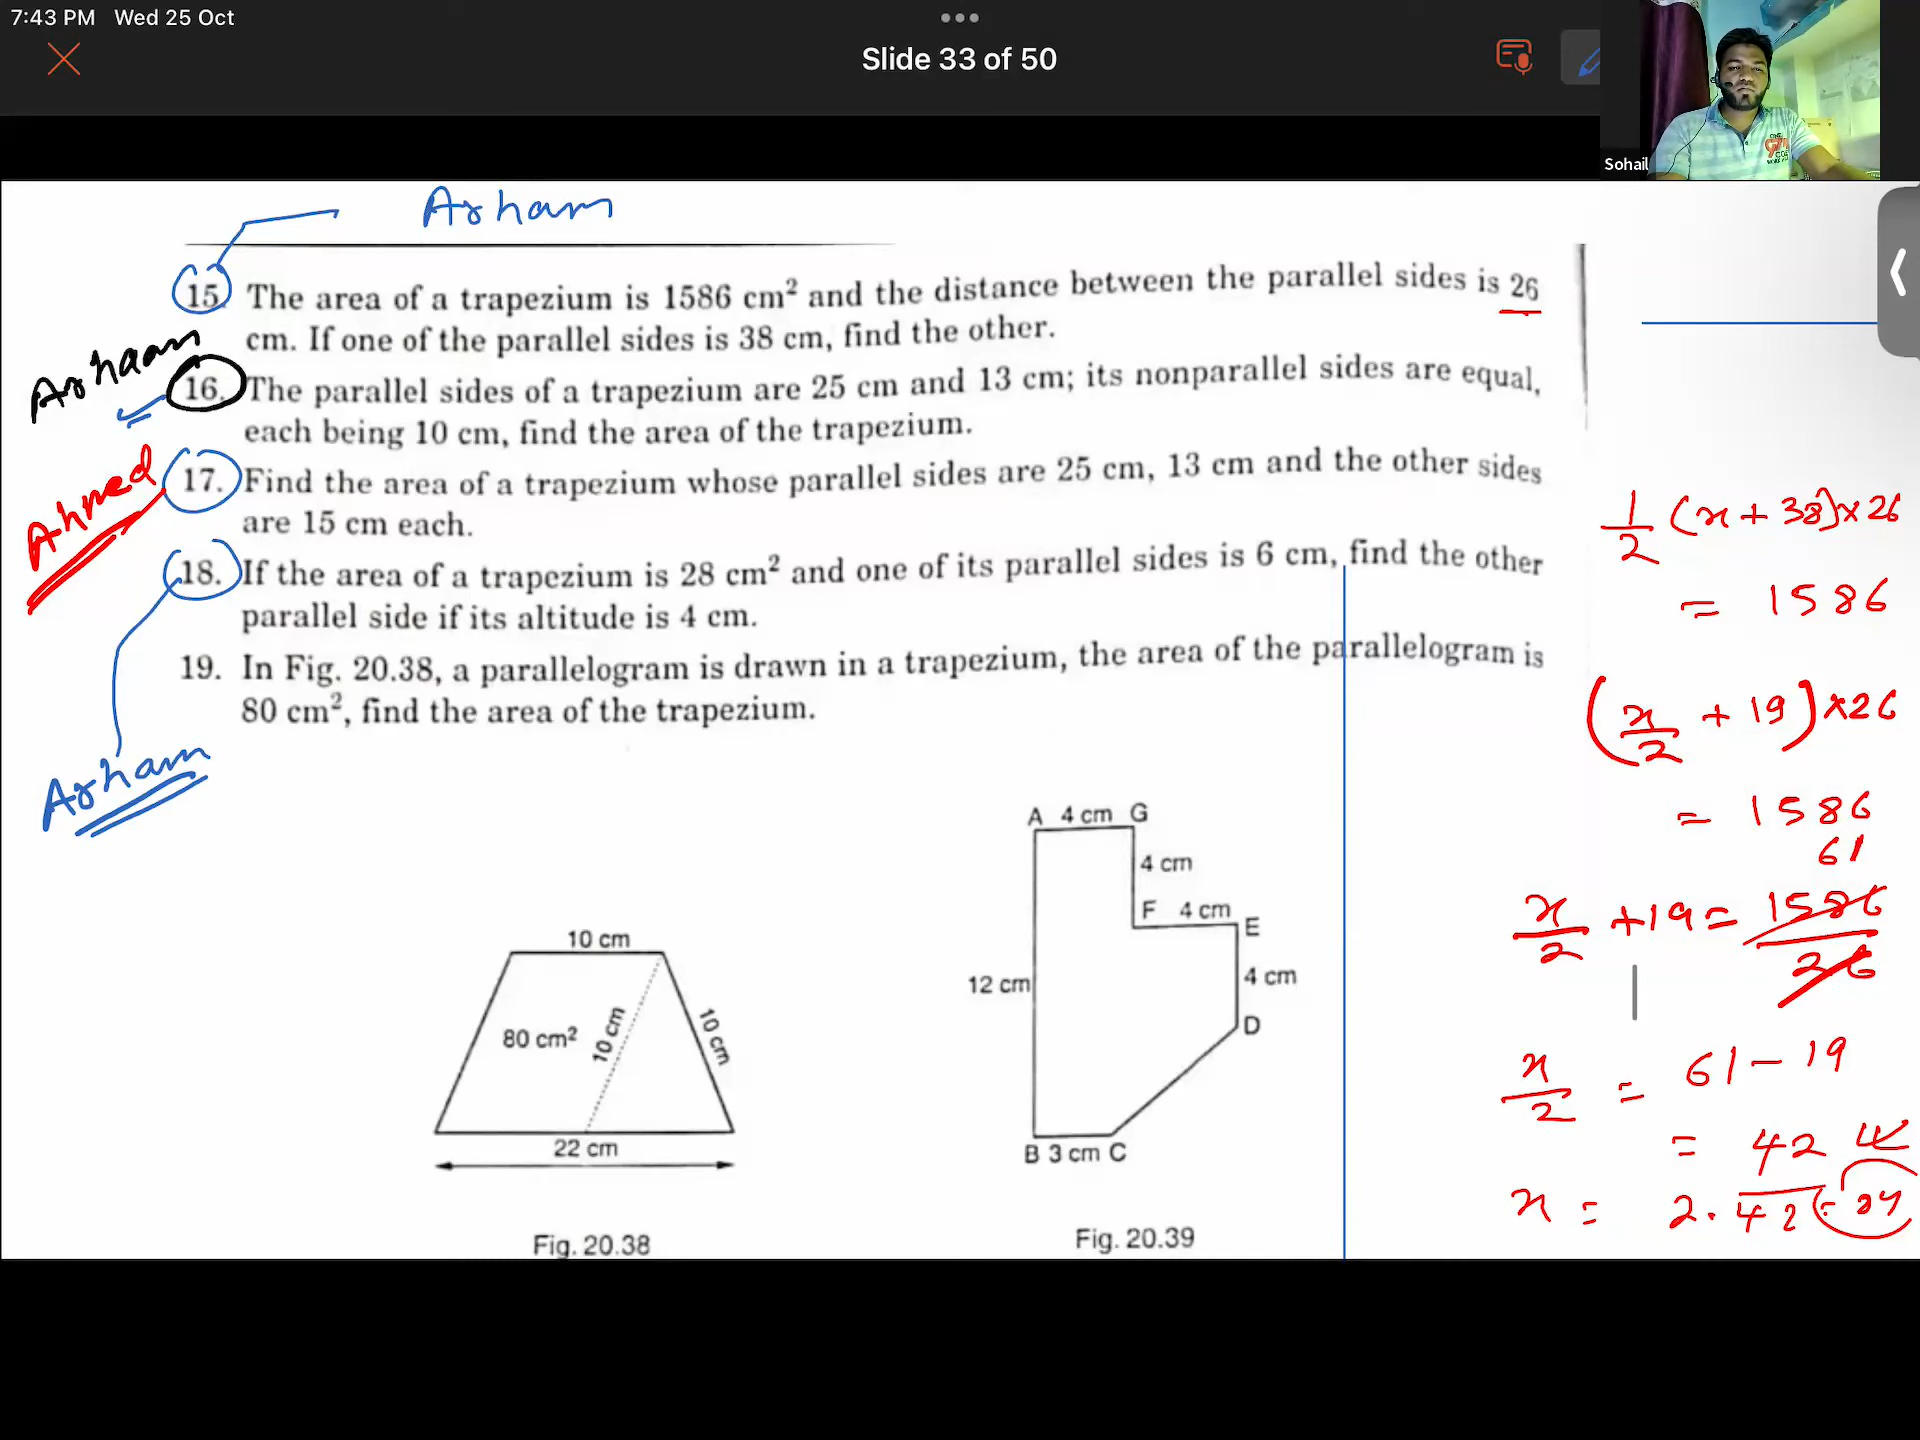 7:43 PM Wed 25 Oct
Slide 33 of 50
Sohail
Arham
15. The area of a trapezium is 1586 cm² and the distance between the parallel sides is 26
cm. If one of the parallel sides is 38 cm, find the other.
Arhaan
16. The parallel sides of a trapezium are 25 cm and 13 cm; its nonparallel sides are equal,
each being 10 cm, find the area of the trapezium.
Ahmed
17. Find the area of a trapezium whose parallel sides are 25 cm, 13 cm and the other sides
are 15 cm each.
18. If the area of a trapezium is 28 cm² and one of its parallel sides is 6 cm, find the other
parallel side if its altitude is 4 cm.
19. In Fig. 20.38, a parallelogram is drawn in a trapezium, the area of the parallelogram is
80 cm², find the area of the trapezium.
Arham
10 cm
80 cm²
10 cm
10 cm
22 cm
Fig. 20.38
A 4 cm G
4 cm
F 4 cm E
12 cm
4 cm
D
B 3 cm C
Fig. 20.39
1/2 (x + 38) × 26
= 1586
(x/2 + 19) × 26
= 1586
61
x/2 + 19 = 1586/26
x/2 = 61 - 19
= 42
x = 2 . 42 = 84